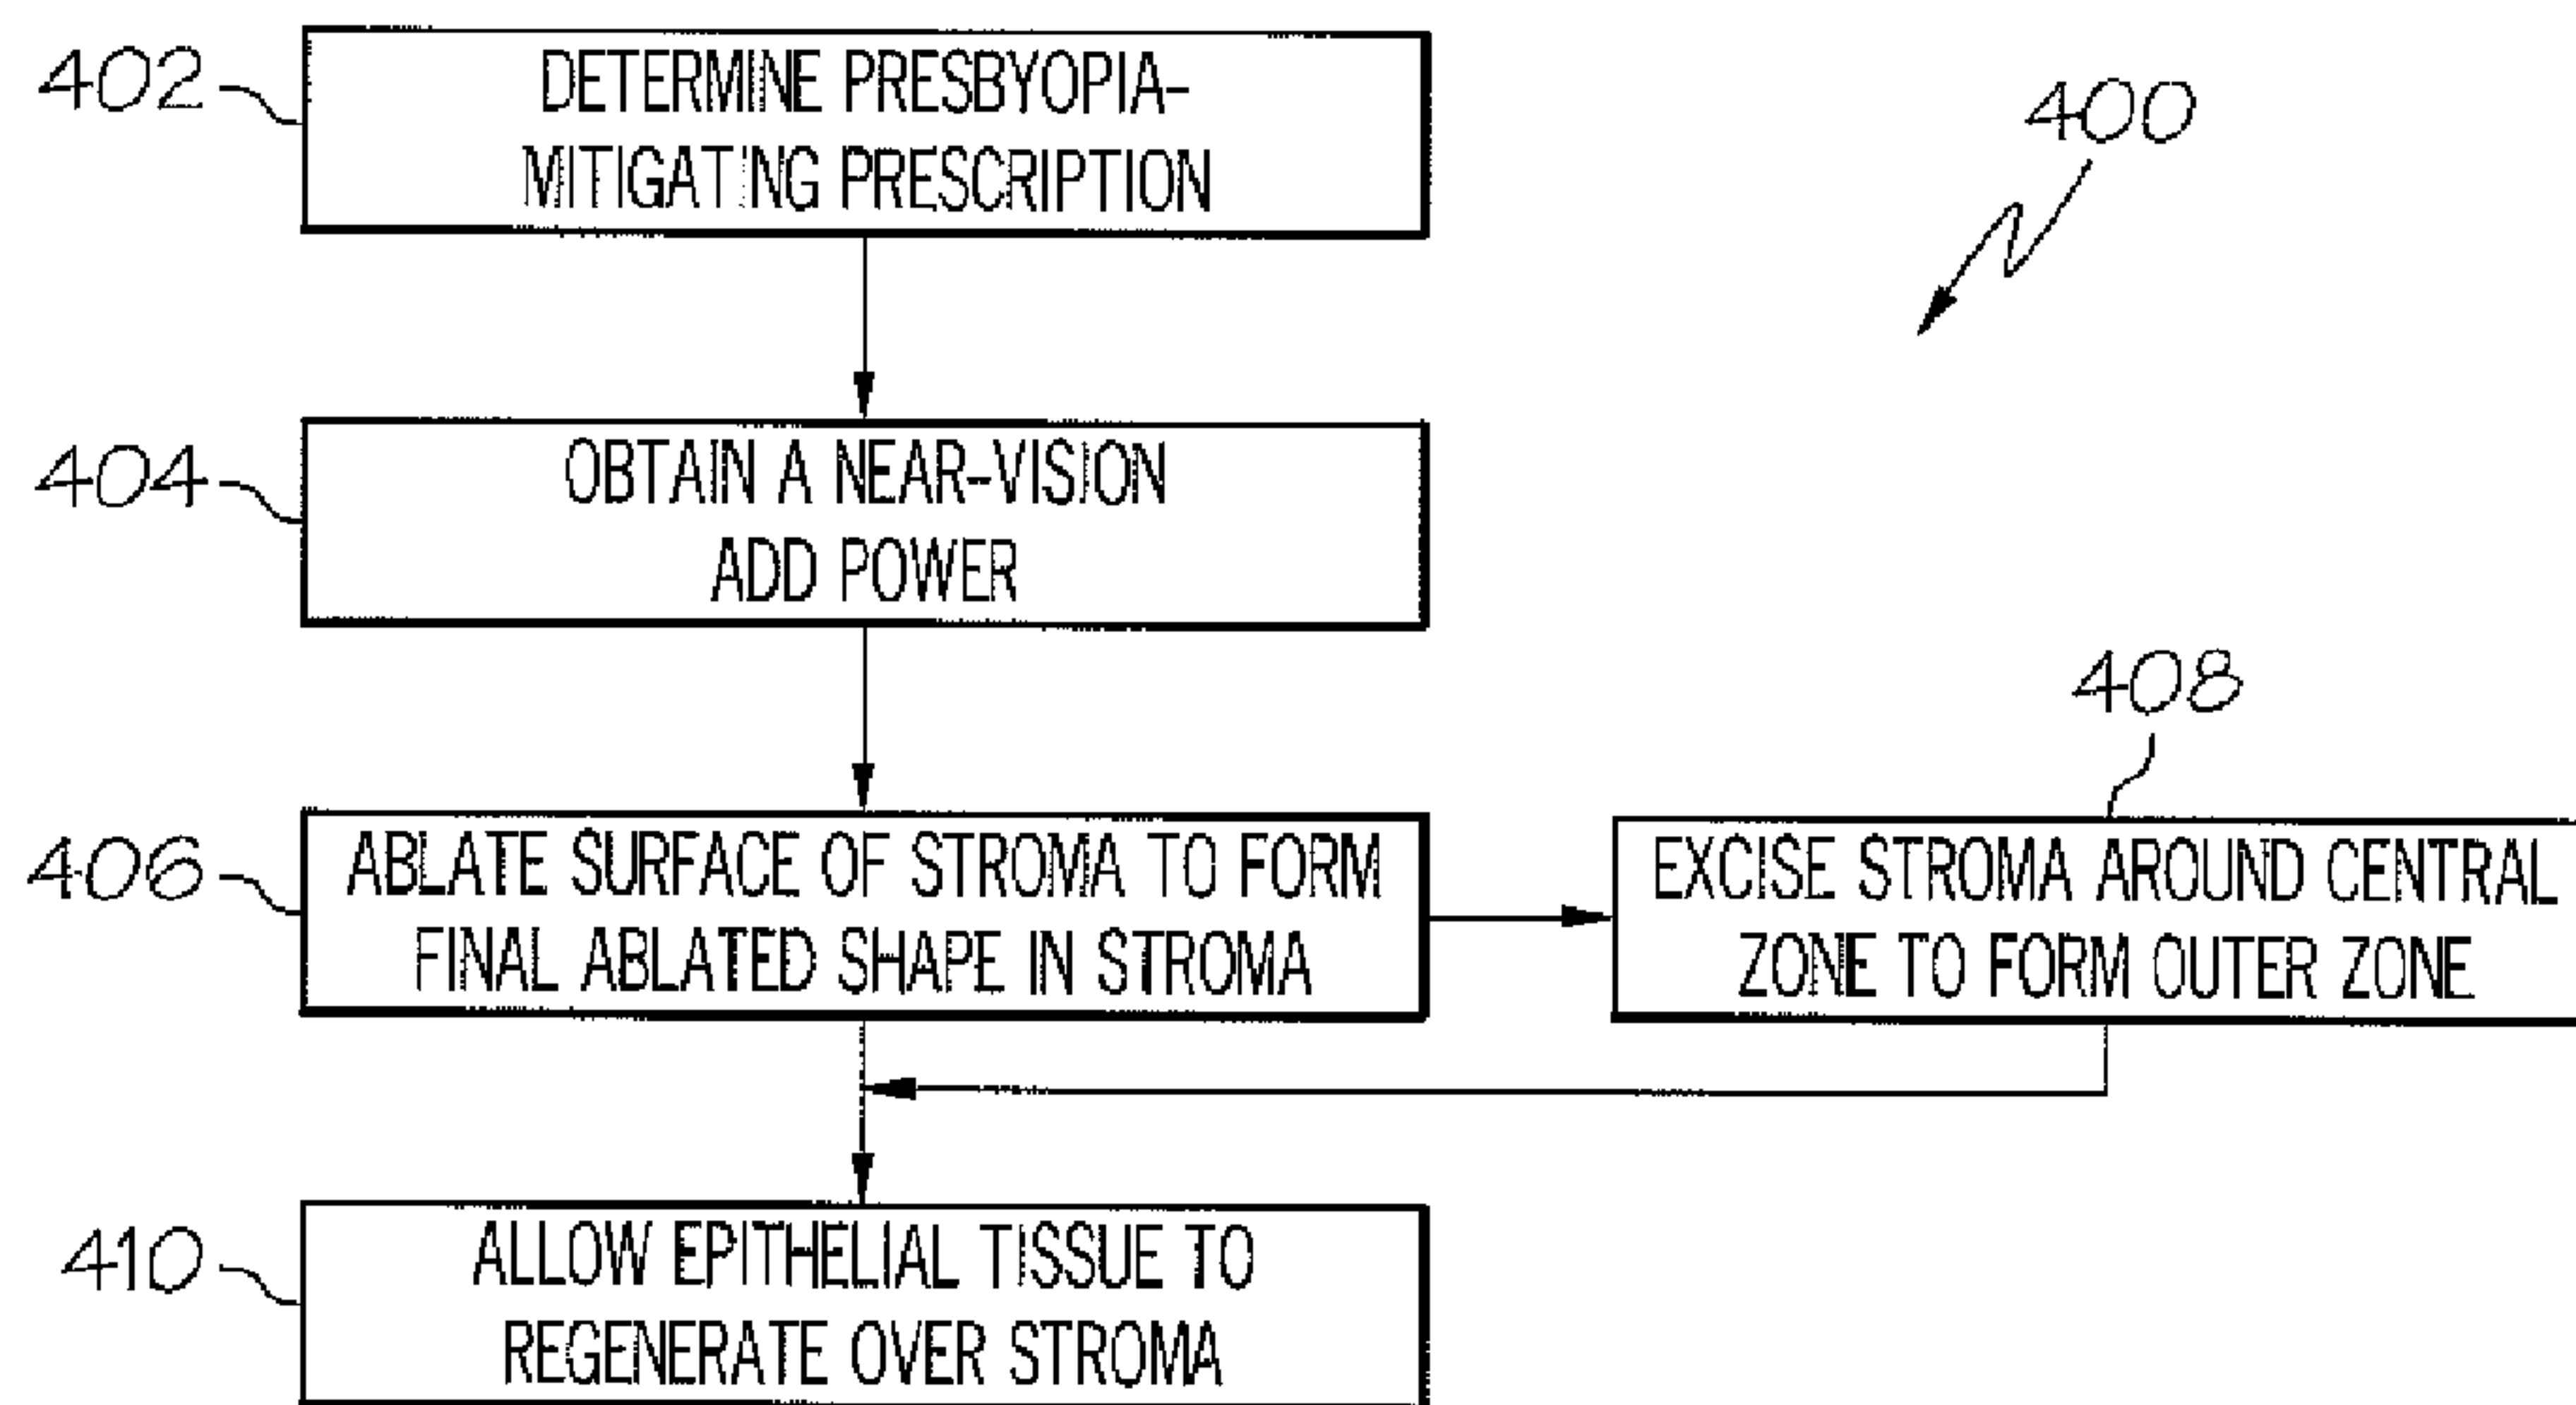 402
DETERMINE PRESBYOPIA-
MITIGATING PRESCRIPTION
400
404
OBTAIN A NEAR-VISION
ADD POWER
406
ABLATE SURFACE OF STROMA TO FORM
FINAL ABLATED SHAPE IN STROMA
408
EXCISE STROMA AROUND CENTRAL
ZONE TO FORM OUTER ZONE
410
ALLOW EPITHELIAL TISSUE TO
REGENERATE OVER STROMA